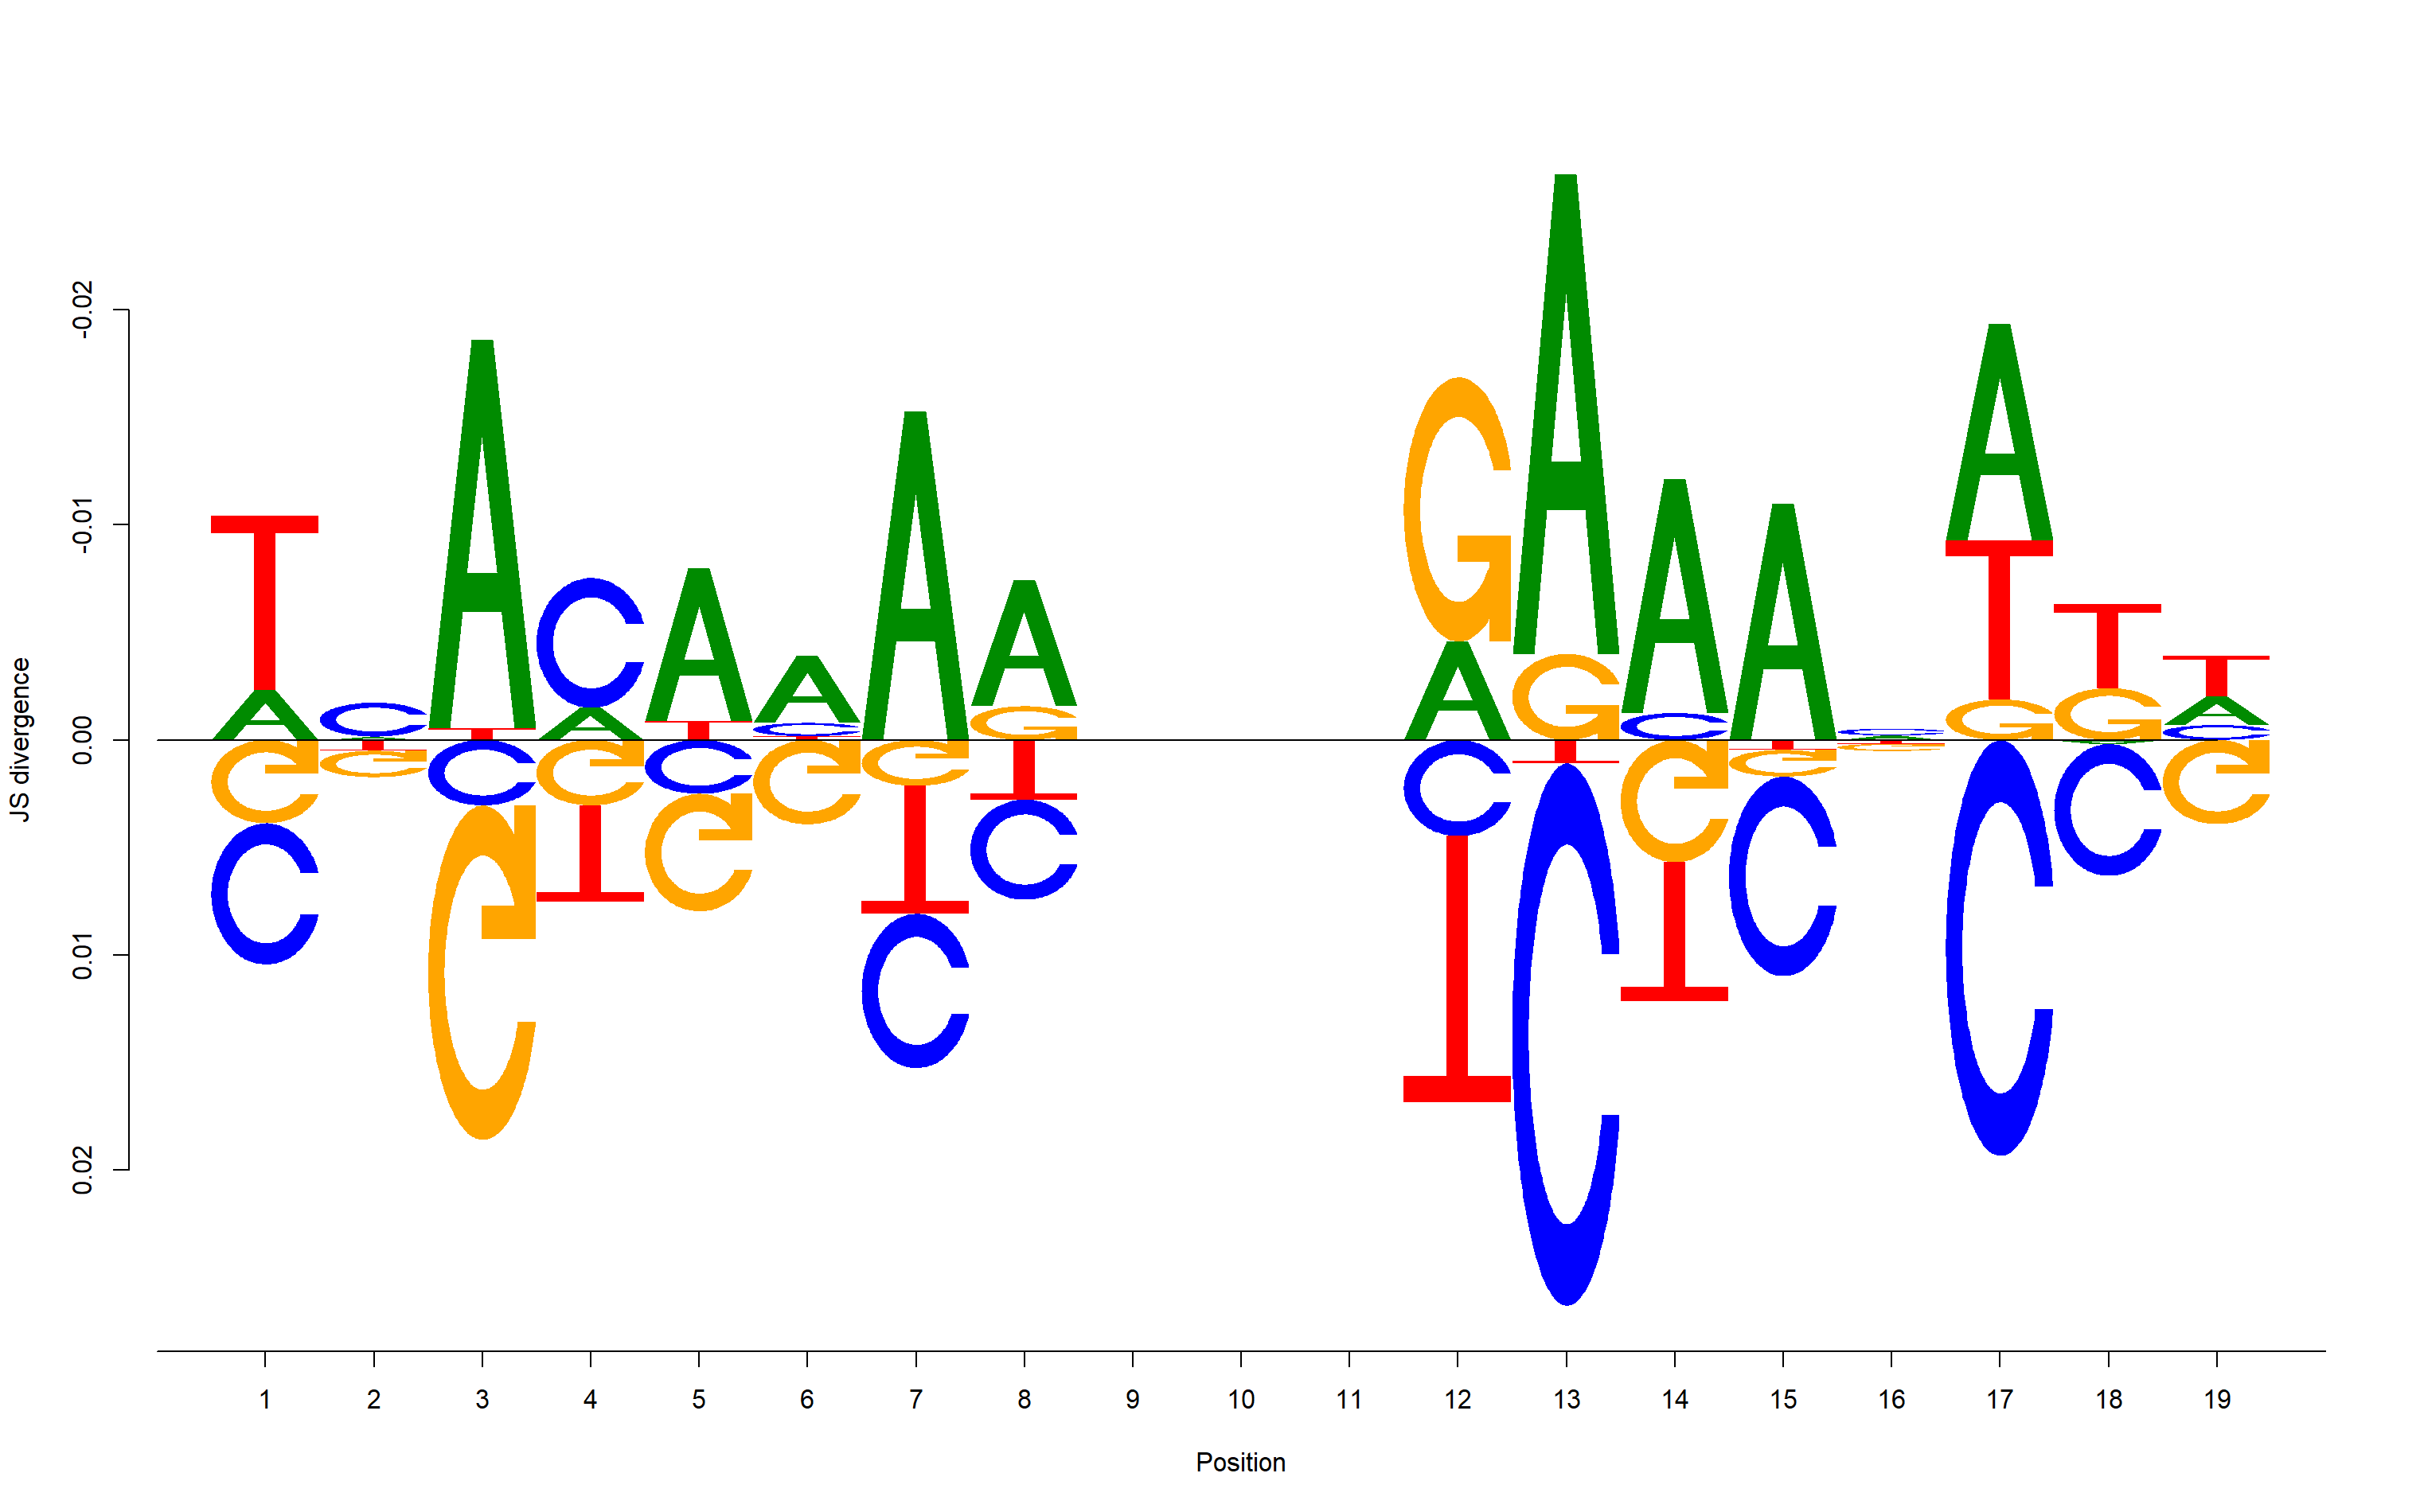 JS divergence
-0.02
-0.01
0.00
0.01
0.02
T A G C
C A T G
A T C G
C A G T
A T C G
A C T G
A G T C
A G T C
G A C T
A G T C
A C G T
A T G C
C A T G
A T G C
T G A C
T A C G
1 2 3 4 5 6 7 8 9 10 11 12 13 14 15 16 17 18 19
Position